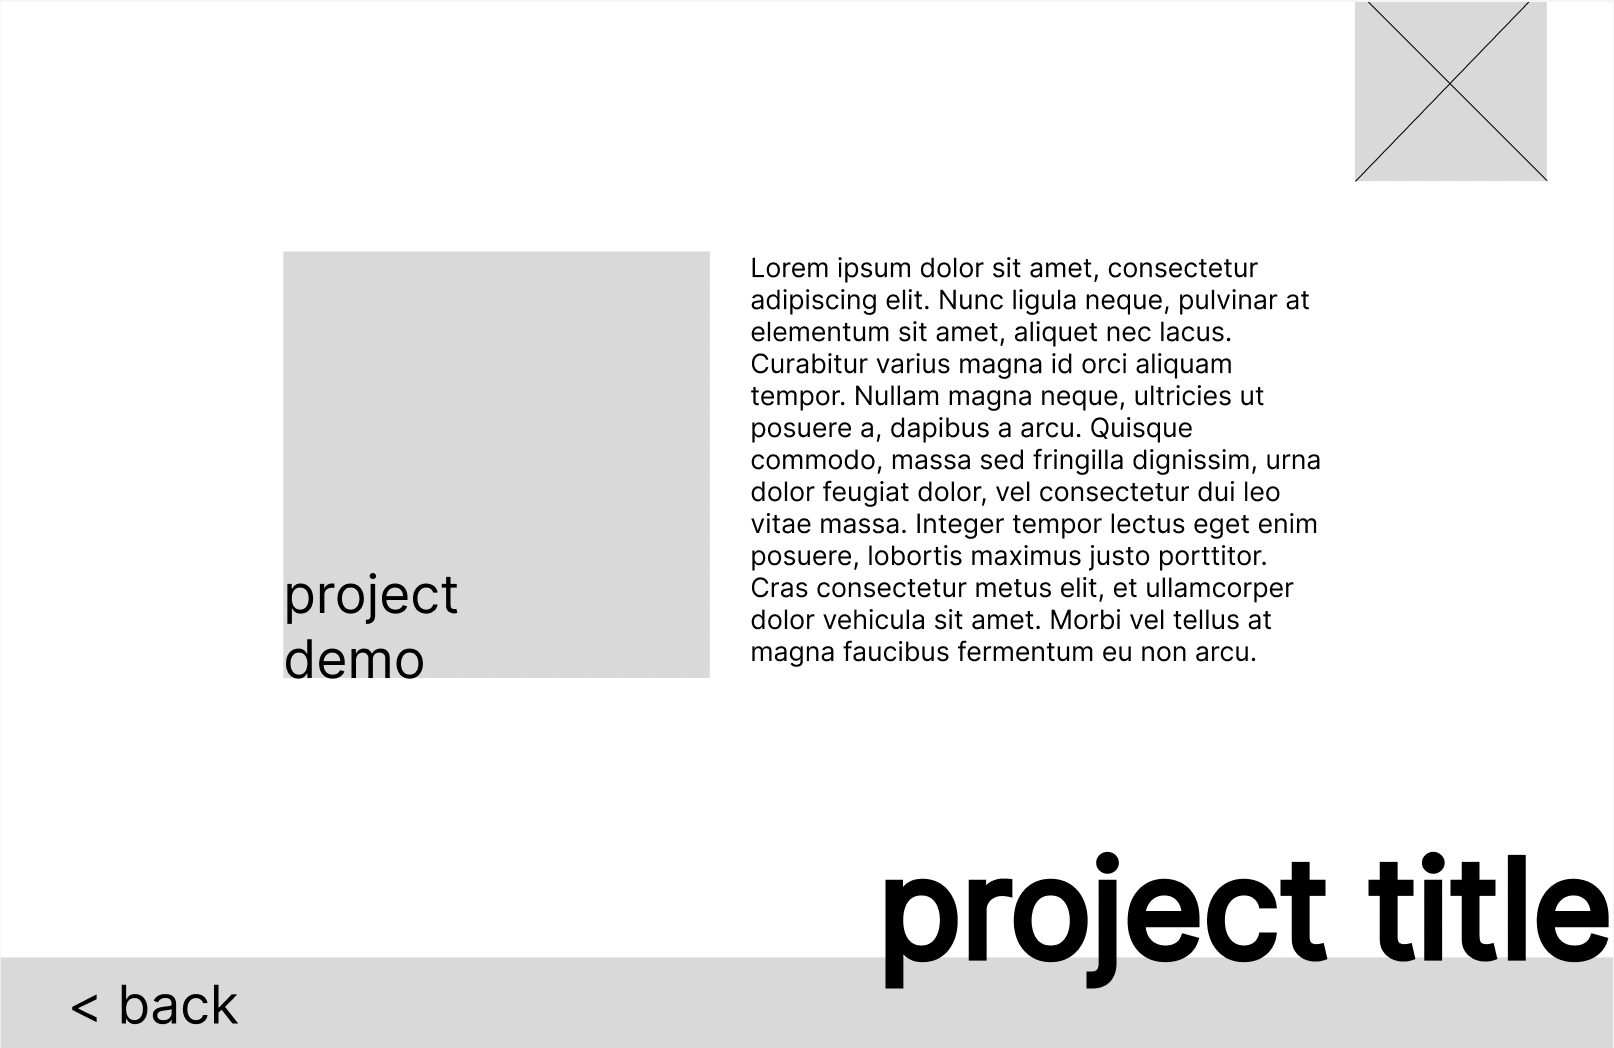 project
demo
Lorem ipsum dolor sit amet, consectetur
adipiscing elit. Nunc ligula neque, pulvinar at
elementum sit amet, aliquet nec lacus.
Curabitur varius magna id orci aliquam
tempor. Nullam magna neque, ultricies ut
posuere a, dapibus a arcu. Quisque
commodo, massa sed fringilla dignissim, urna
dolor feugiat dolor, vel consectetur dui leo
vitae massa. Integer tempor lectus eget enim
posuere, lobortis maximus justo porttitor.
Cras consectetur metus elit, et ullamcorper
dolor vehicula sit amet. Morbi vel tellus at
magna faucibus fermentum eu non arcu.
project title
< back